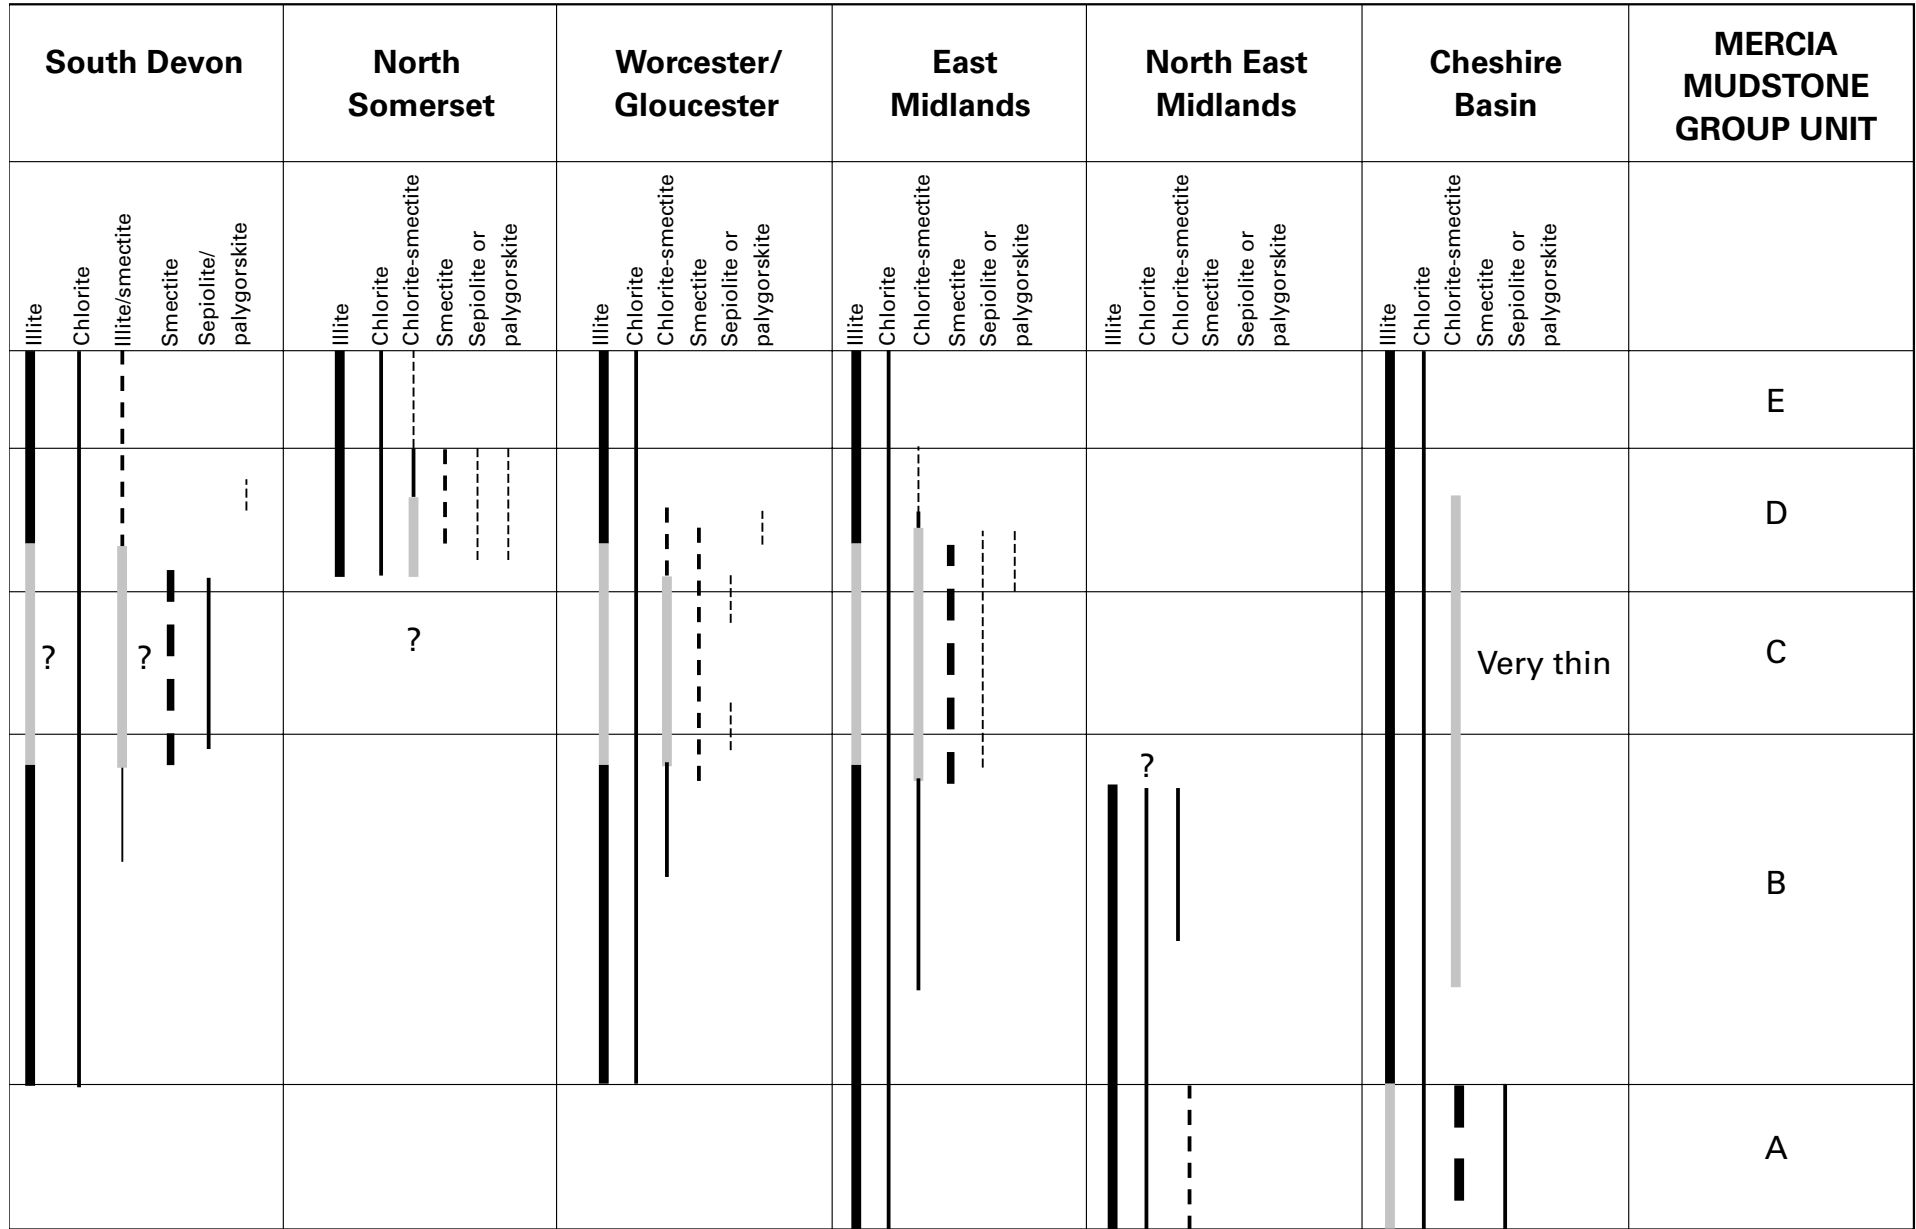 South Devon
North
Somerset
Worcester/
Gloucester
East
Midlands
North East
Midlands
Cheshire
Basin
MERCIA
MUDSTONE
GROUP UNIT
Illite
Chlorite
Illite/smectite
Smectite
Sepiolite/
palygorskite
Illite
Chlorite
Chlorite-smectite
Smectite
Sepiolite or
palygorskite
Illite
Chlorite
Chlorite-smectite
Smectite
Sepiolite or
palygorskite
Illite
Chlorite
Chlorite-smectite
Smectite
Sepiolite or
palygorskite
Illite
Chlorite
Chlorite-smectite
Smectite
Sepiolite or
palygorskite
Illite
Chlorite
Chlorite-smectite
Smectite
Sepiolite or
palygorskite
E
D
? ?
?
Very thin
C
?
B
A